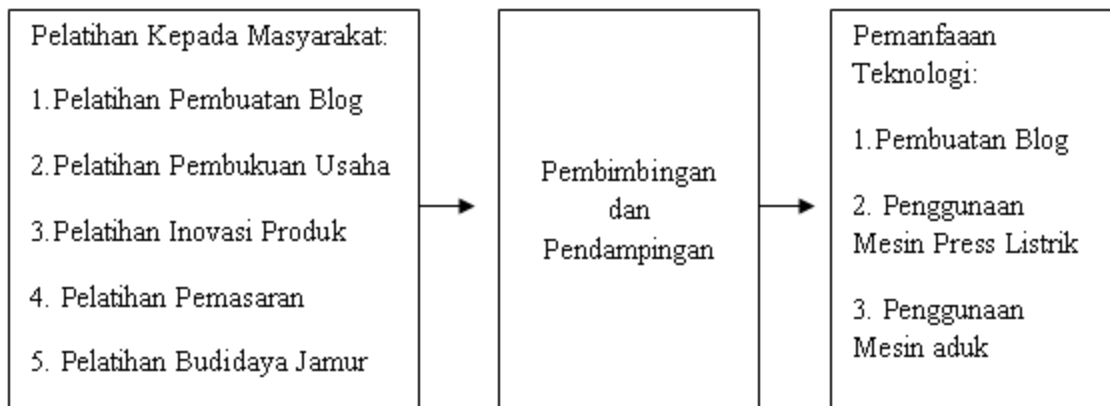 Pelatihan Kepada Masyarakat:
1.Pelatihan Pembuatan Blog
2.Pelatihan Pembukuan Usaha
3.Pelatihan Inovasi Produk
4. Pelatihan Pemasaran
5. Pelatihan Budidaya Jamur
Pembimbingan
dan
Pendampingan
Pemanfaaan
Teknologi:
1.Pembuatan Blog
2. Penggunaan
Mesin Press Listrik
3. Penggunaan
Mesin aduk